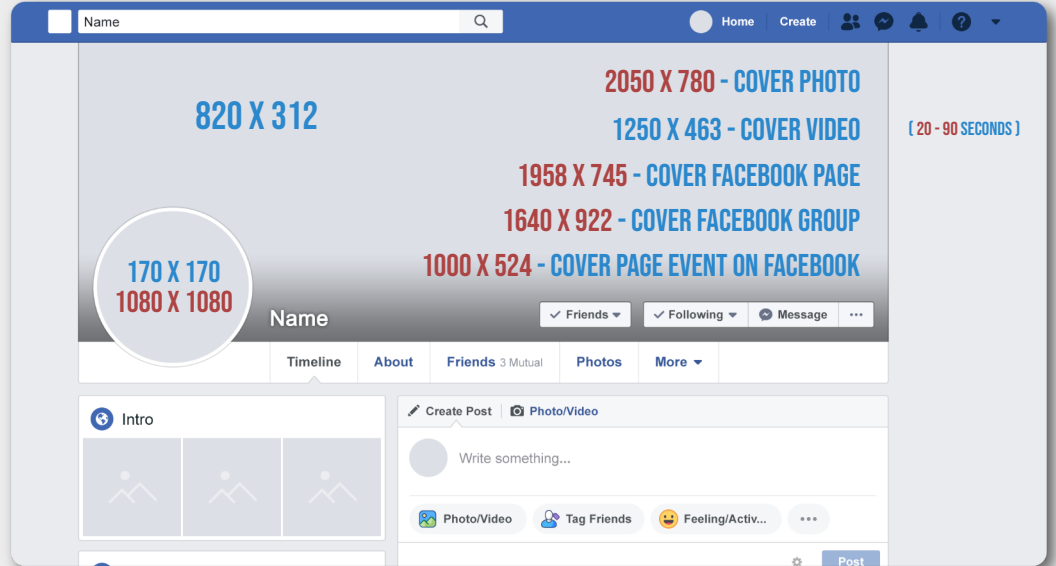 Name
Home
Create
820 X 312
2050 X 780 - COVER PHOTO
1250 X 463 - COVER VIDEO
( 20 - 90 SECONDS )
1958 X 745 - COVER FACEBOOK PAGE
1640 X 922 - COVER FACEBOOK GROUP
1000 X 524 - COVER PAGE EVENT ON FACEBOOK
170 X 170
1080 X 1080
Name
Friends
Following
Message
Timeline
About
Friends 3 Mutual
Photos
More
Intro
Create Post
Photo/Video
Write something...
Photo/Video
Tag Friends
Feeling/Activ...
Post